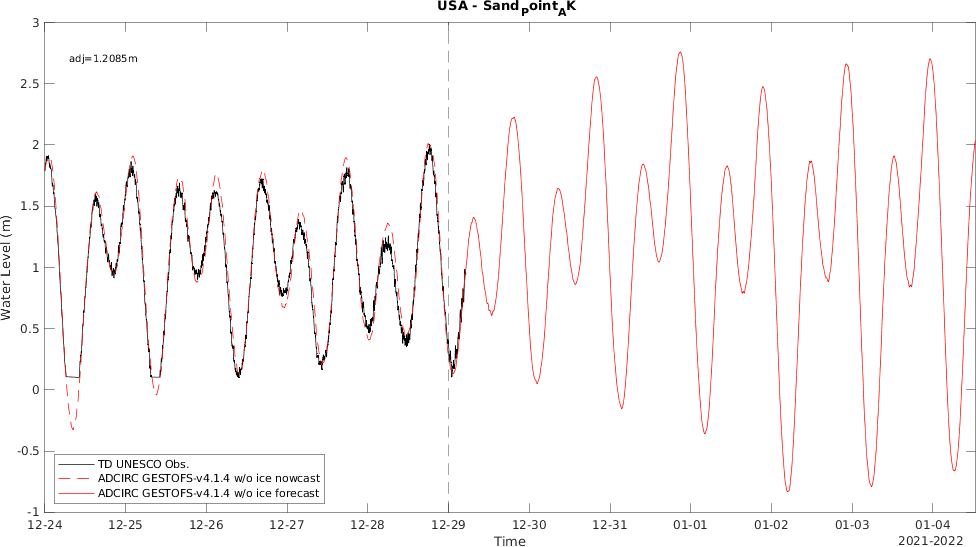 USA - Sand_Point_AK
adj=1.2085m
3
2.5
2
1.5
1
0.5
0
-0.5
-1
Water Level (m)
TD UNESCO Obs.
ADCIRC GESTOFS-v4.1.4 w/o ice nowcast
ADCIRC GESTOFS-v4.1.4 w/o ice forecast
12-24 12-25 12-26 12-27 12-28 12-29 12-30 12-31 01-01 01-02 01-03 01-04
Time
2021-2022